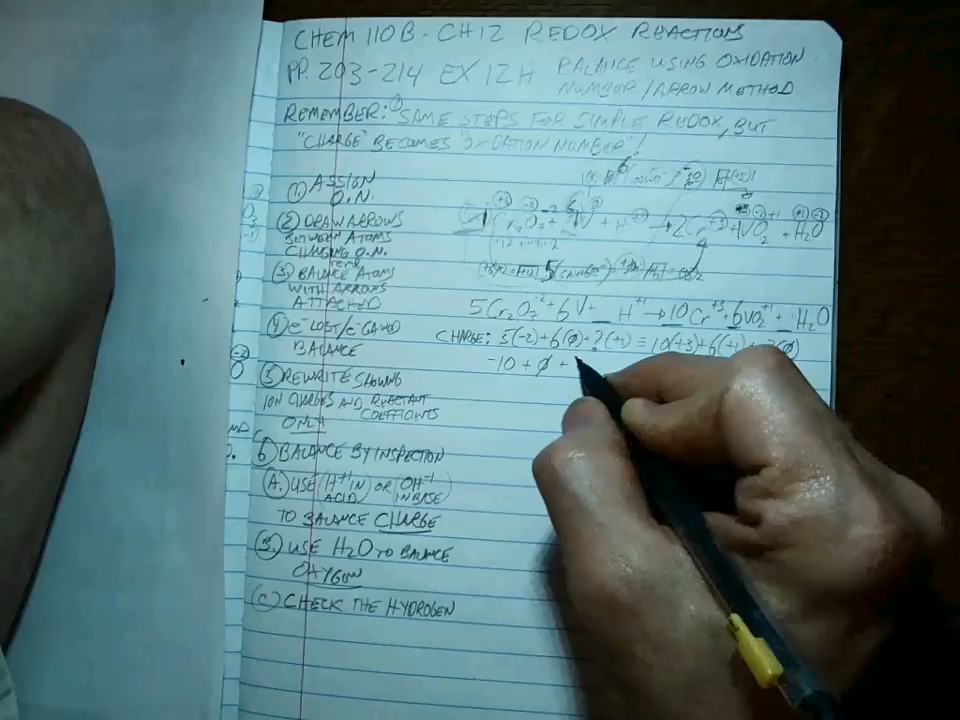 CHEM 110B - CH12 REDOX REACTIONS
PP. 203-214 EX 12H BALANCE USING OXIDATION
NUMBER/ARROW METHOD
REMEMBER: ① SAME STEPS FOR SIMPLE REDOX, BUT
"CHARGE" BECOMES "OXIDATION NUMBER"!
① ASSIGN
O.N.
② DRAW ARROWS
BETWEEN ATOMS
CHANGING O.N.
③ BALANCE ATOMS
WITH ARROWS
ATTACHED
④ e⁻ LOST/e⁻ GAINED
BALANCE
⑤ REWRITE SHOWING
ION CHARGES AND REACTANT
COEFFICIENTS
ONLY
⑥ BALANCE BY INSPECTION
Ⓐ. USE (H⁺¹ IN ACID) OR (OH⁻¹ IN BASE)
TO BALANCE CHARGE
Ⓑ. USE H₂O TO BALANCE
OXYGEN
Ⓒ CHECK THE HYDROGEN
5Cr₂O₇⁻² + 6V + _ H⁺¹ → 10Cr⁺³ + 6VO₂⁺¹ + _ H₂O
CHARGE: 5(-2) + 6(∅) + ?(+1) = 10(+3) + 6(+1) + ?(∅)
-10 + ∅ +